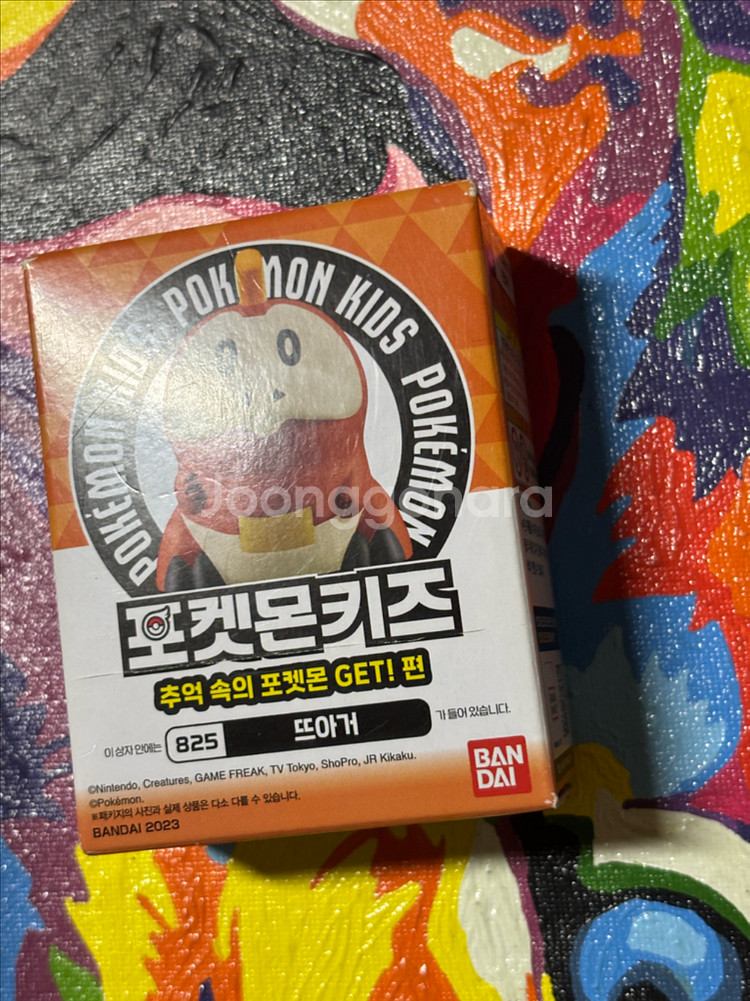 POKÉMON KIDS POKÉMON KIDS POKÉMON
Joonggonara
포켓몬키즈
추억 속의 포켓몬 GET! 편
이 상자 안에는 825 뜨아거 가 들어 있습니다.
©Nintendo, Creatures, GAME FREAK, TV Tokyo, ShoPro, JR Kikaku.
©Pokémon.
※패키지의 사진과 실제 상품은 다소 다를 수 있습니다.
BANDAI 2023
BAN
DAI